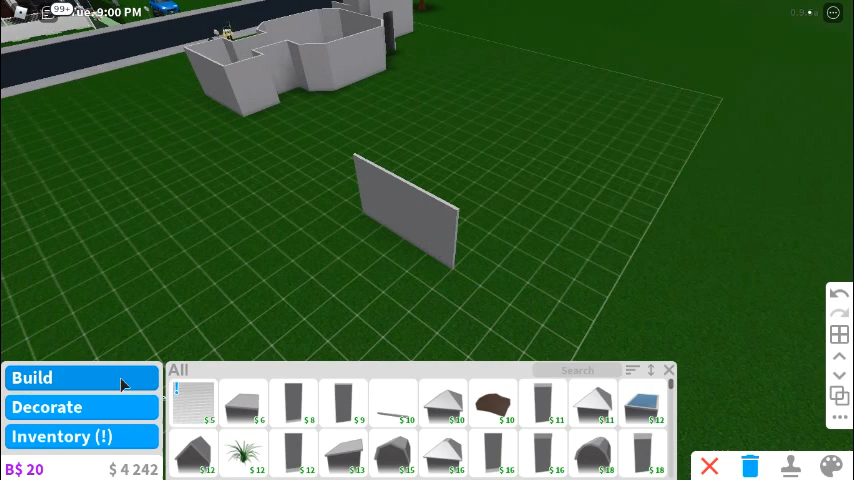 99+
Tue. 9:00 PM
Build
Decorate
Inventory (!)
B$ 20
$ 4 242
All
Search
$ 5
$ 6
$ 8
$ 9
$ 10
$ 10
$ 10
$ 11
$ 11
$ 12
$ 12
$ 12
$ 12
$ 13
$ 15
$ 16
$ 16
$ 16
$ 18
$ 18